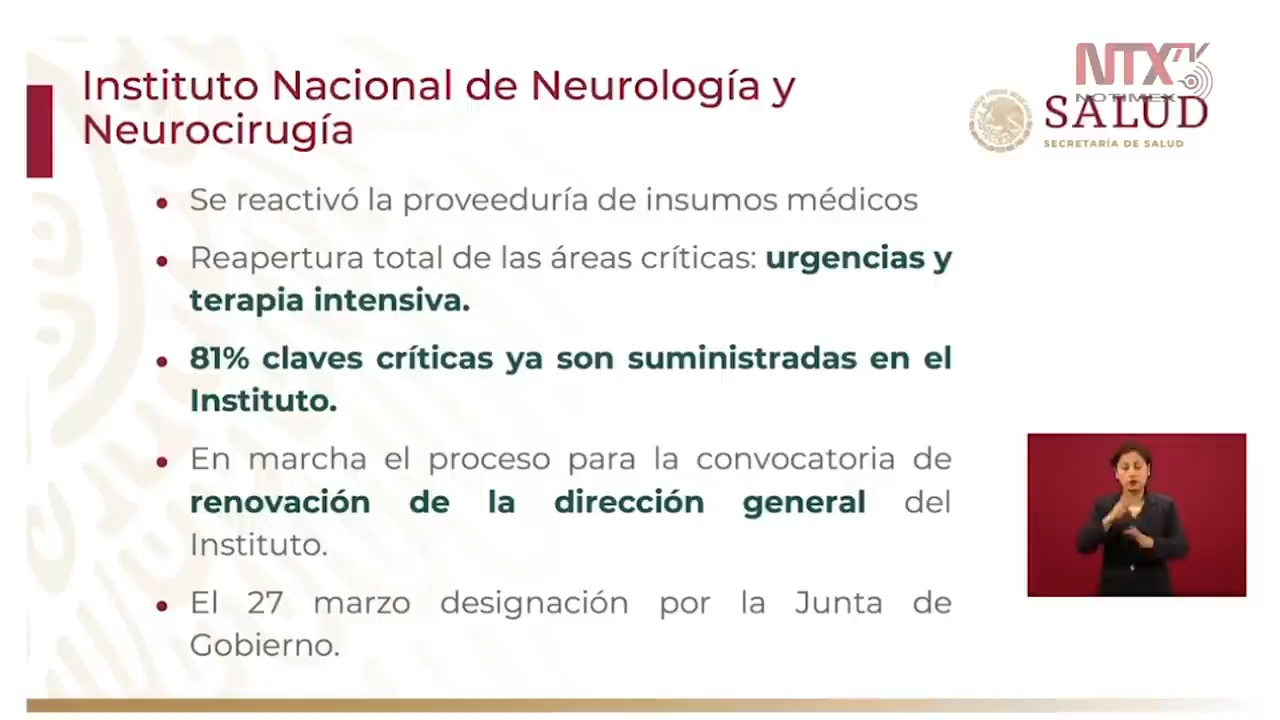 Instituto Nacional de Neurología y
Neurocirugía
NTX
NOTIMEX
SALUD
SECRETARÍA DE SALUD
• Se reactivó la proveeduría de insumos médicos
• Reapertura total de las áreas críticas: urgencias y
terapia intensiva.
• 81% claves críticas ya son suministradas en el
Instituto.
• En marcha el proceso para la convocatoria de
renovación de la dirección general del
Instituto.
• El 27 marzo designación por la Junta de
Gobierno.